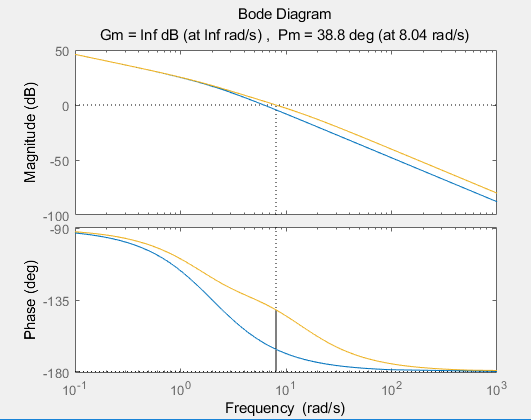 Bode Diagram
Gm = Inf dB (at Inf rad/s) , Pm = 38.8 deg (at 8.04 rad/s)
50
0
-50
-100
Magnitude (dB)
-90
-135
-180
Phase (deg)
10^-1
10^0
10^1
10^2
10^3
Frequency (rad/s)